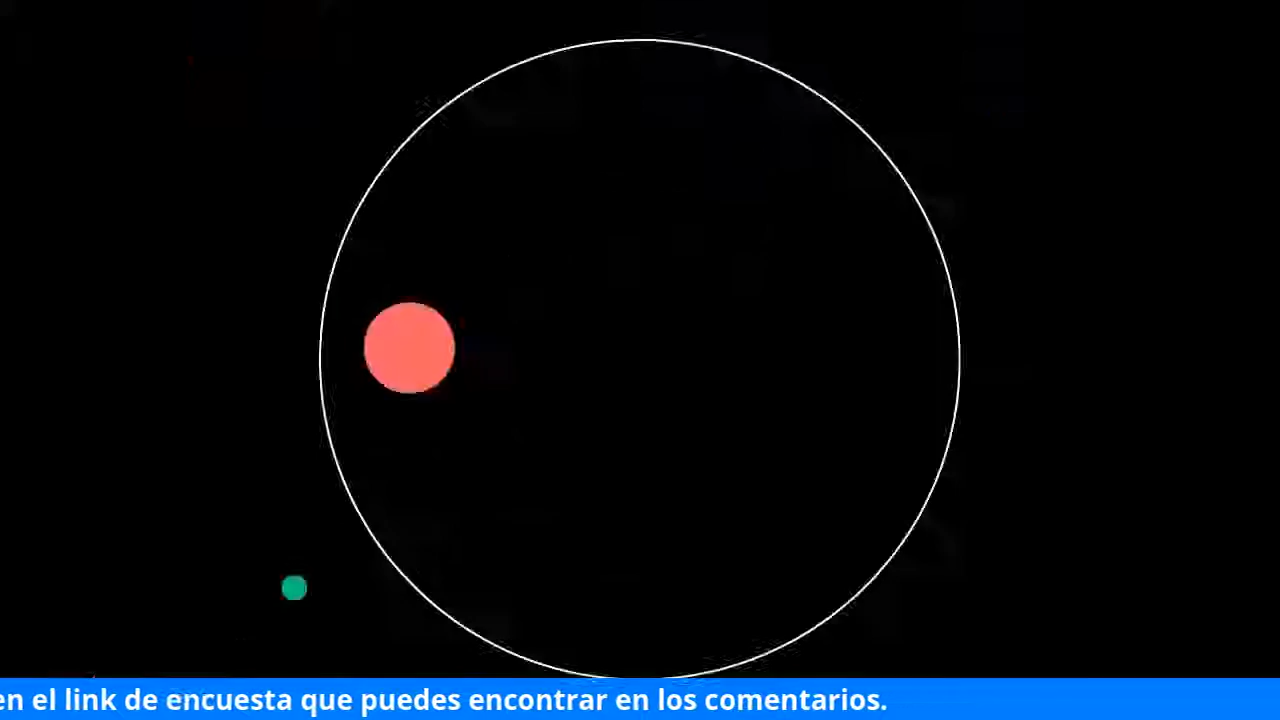 en el link de encuesta que puedes encontrar en los comentarios.